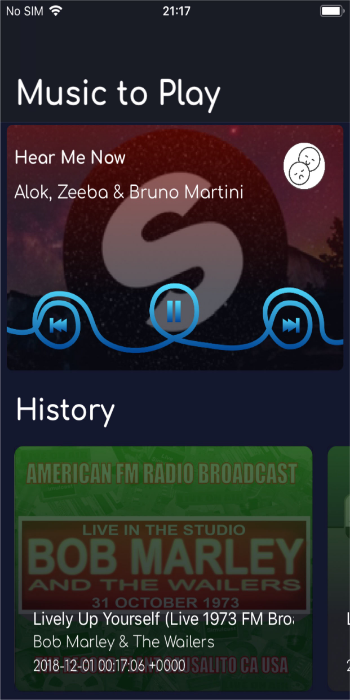 No SIM
21:17
Music to Play
Hear Me Now
Alok, Zeeba & Bruno Martini
History
AMERICAN FM RADIO BROADCAST
LIVE IN THE STUDIO
BOB MARLEY
AND THE WAILERS
31 OCTOBER 1973
Lively Up Yourself (Live 1973 FM Broa
Bob Marley & The Wailers
2018-12-01 00:17:06 +0000
SAUSALITO CA USA